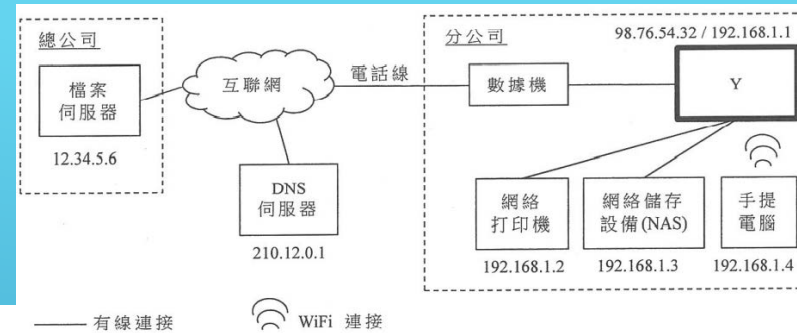 總公司
檔案
伺服器
12.34.5.6
互聯網
電話線
DNS
伺服器
210.12.0.1
分公司
98.76.54.32 / 192.168.1.1
數據機
Y
網絡
打印機
192.168.1.2
網絡儲存
設備(NAS)
192.168.1.3
手提
電腦
192.168.1.4
有線連接
WiFi 連接